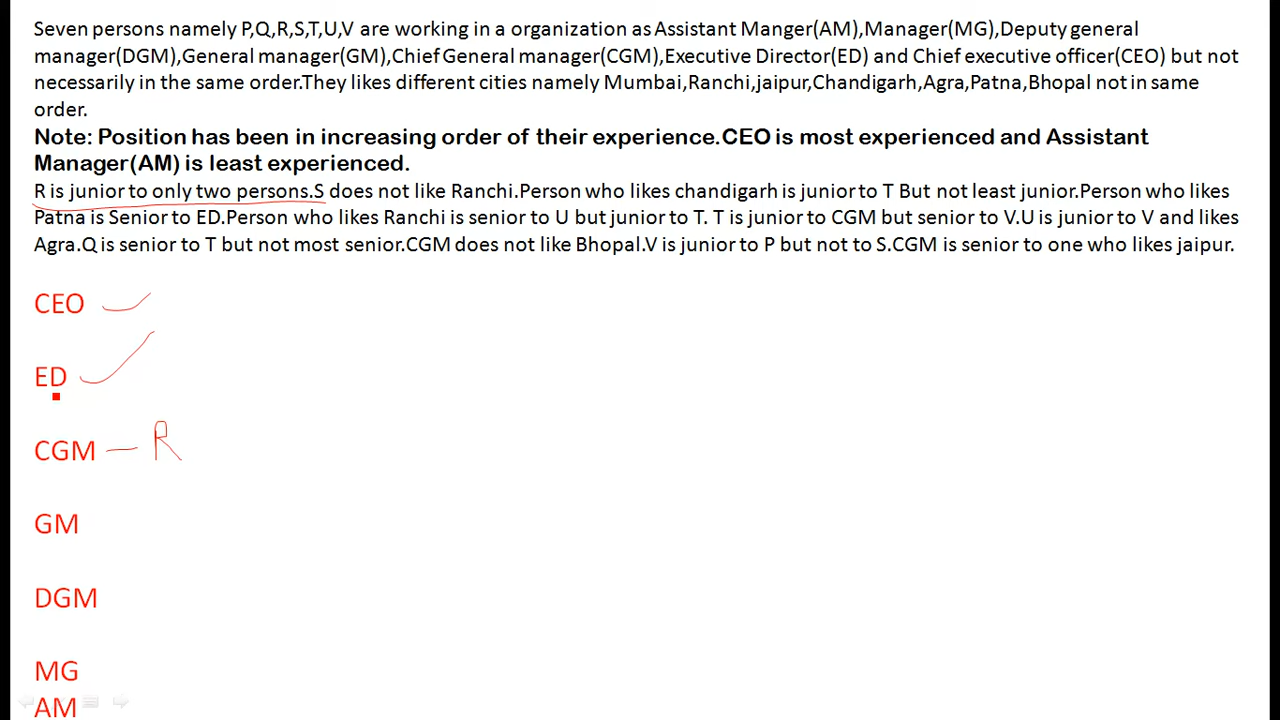 Seven persons namely P,Q,R,S,T,U,V are working in a organization as Assistant Manger(AM),Manager(MG),Deputy general
manager(DGM),General manager(GM),Chief General manager(CGM),Executive Director(ED) and Chief executive officer(CEO) but not
necessarily in the same order.They likes different cities namely Mumbai,Ranchi,jaipur,Chandigarh,Agra,Patna,Bhopal not in same
order.
Note: Position has been in increasing order of their experience.CEO is most experienced and Assistant
Manager(AM) is least experienced.
R is junior to only two persons.S does not like Ranchi.Person who likes chandigarh is junior to T But not least junior.Person who likes
Patna is Senior to ED.Person who likes Ranchi is senior to U but junior to T. T is junior to CGM but senior to V.U is junior to V and likes
Agra.Q is senior to T but not most senior.CGM does not like Bhopal.V is junior to P but not to S.CGM is senior to one who likes jaipur.
CEO
ED
CGM — R
GM
DGM
MG
AM